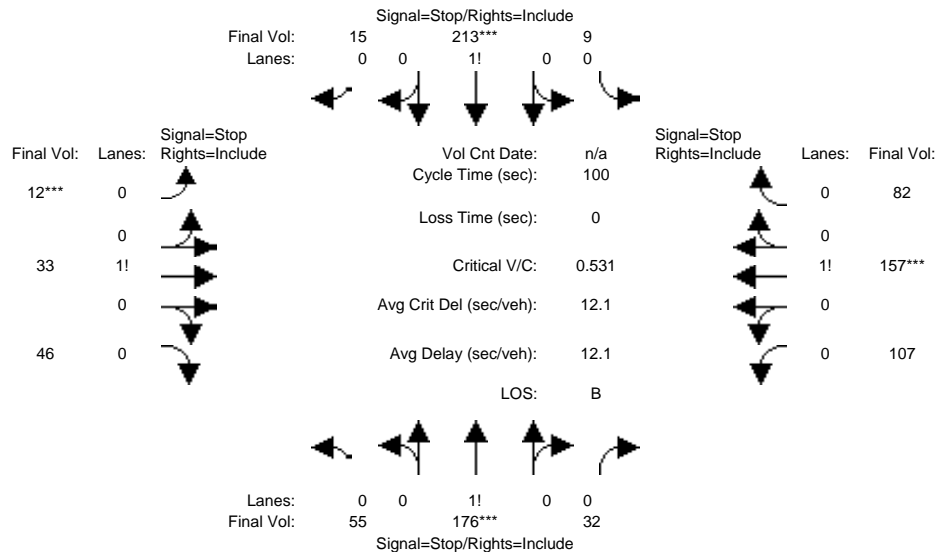 Signal=Stop/Rights=Include
Final Vol: 15 213*** 9
Lanes: 0 0 1! 0 0
Signal=Stop Signal=Stop
Final Vol: Lanes: Rights=Include Vol Cnt Date: n/a Rights=Include Lanes: Final Vol:
Cycle Time (sec): 100
12*** 0 0 82
Loss Time (sec): 0
0 0
33 1! Critical V/C: 0.531 1! 157***
0 Avg Crit Del (sec/veh): 12.1 0
46 0 Avg Delay (sec/veh): 12.1 0 107
LOS: B
Lanes: 0 0 1! 0 0
Final Vol: 55 176*** 32
Signal=Stop/Rights=Include